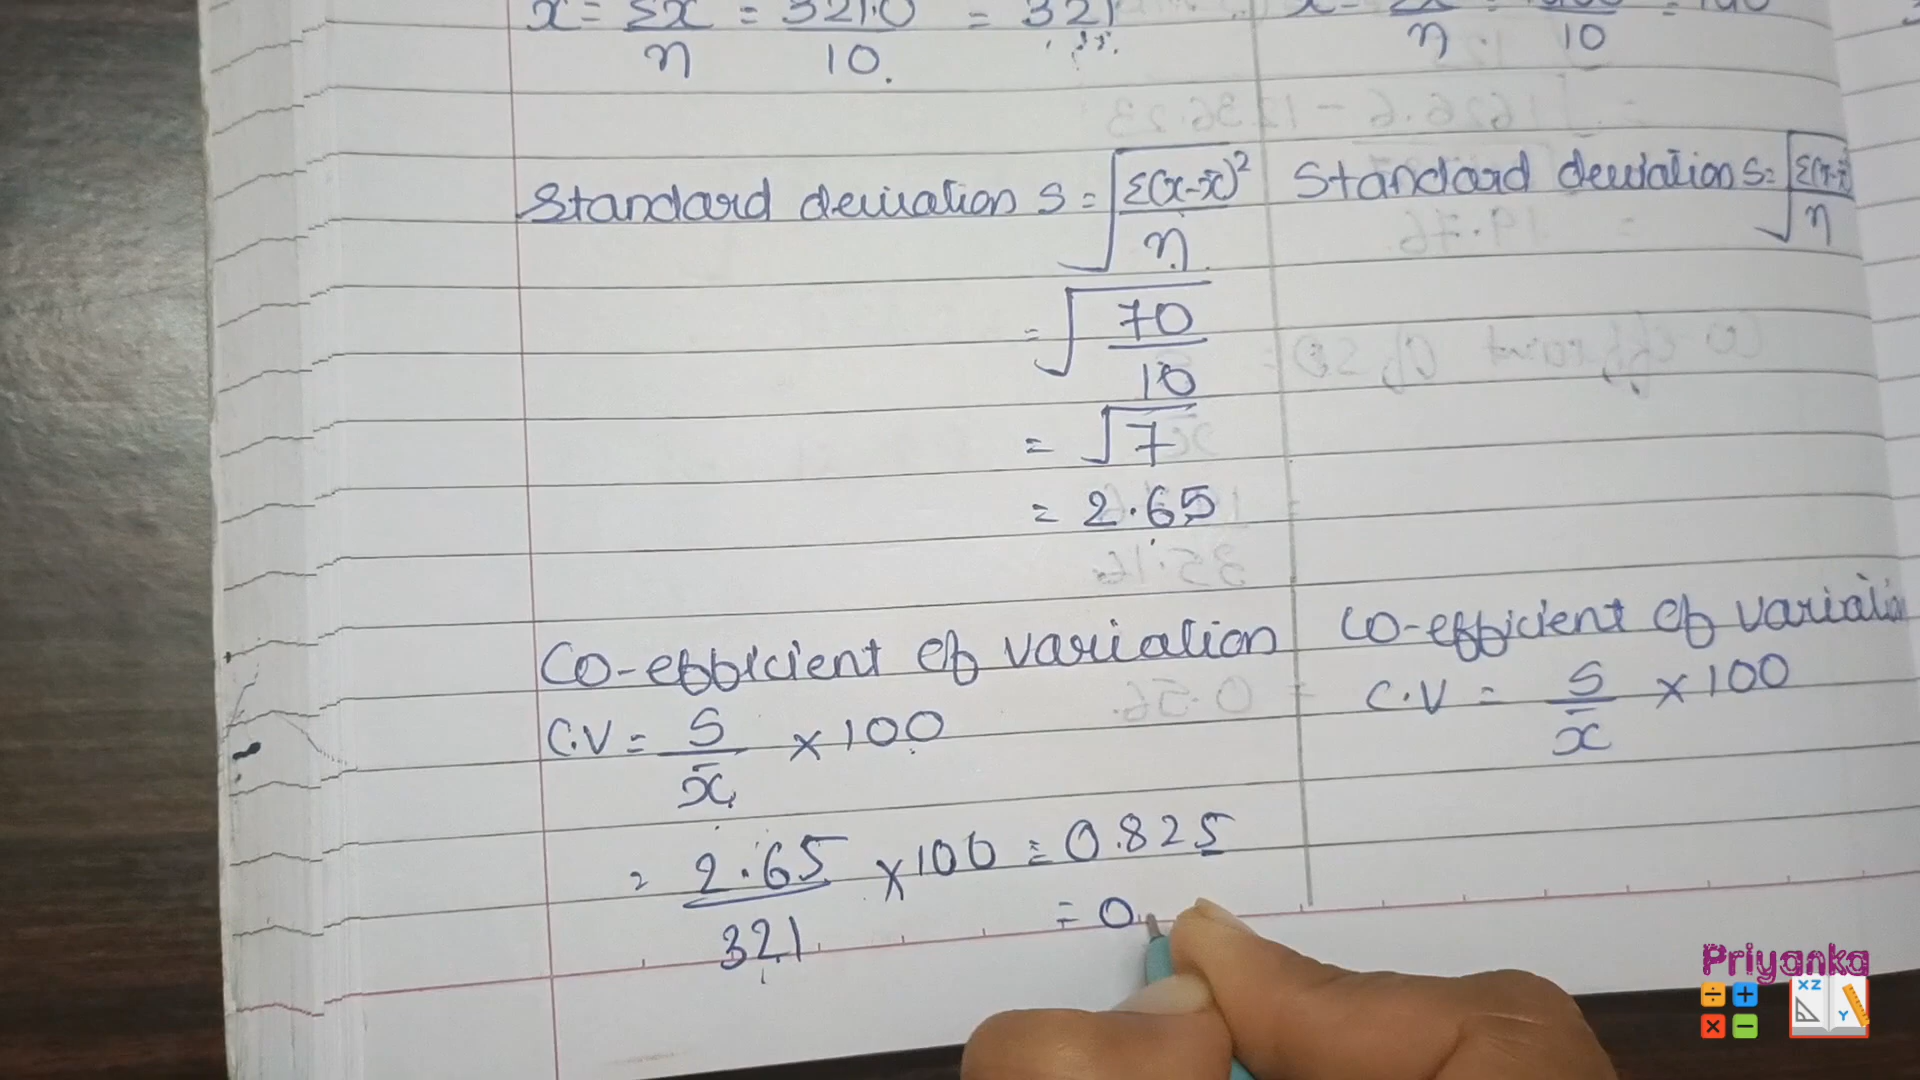 x̄ = Σx/n = 3210/10 = 321
Standard deviation s = √(Σ(x-x̄)²/n)
= √(70/10)
= √7
= 2.65
Co-efficient of variation
C.V = s/x̄ × 100
= 2.65/321 × 100 = 0.825
= 0.
Standard deviation s = √(Σ(x-x̄)/n)
Co-efficient of variation
C.V = s/x̄ × 100
Priyanka
XZ
Y